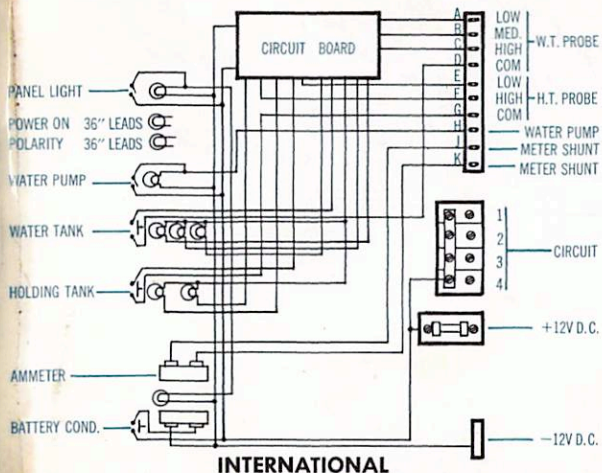 CIRCUIT BOARD
PANEL LIGHT
POWER ON 36" LEADS
POLARITY 36" LEADS
WATER PUMP
WATER TANK
HOLDING TANK
AMMETER
BATTERY COND.
A
B
C
D
E
F
G
H
J
K
LOW
MED.
HIGH
COM
W.T. PROBE
LOW
HIGH
COM
H.T. PROBE
WATER PUMP
METER SHUNT
METER SHUNT
1
2
3
4
CIRCUIT
+12V D.C.
-12V D.C.
INTERNATIONAL